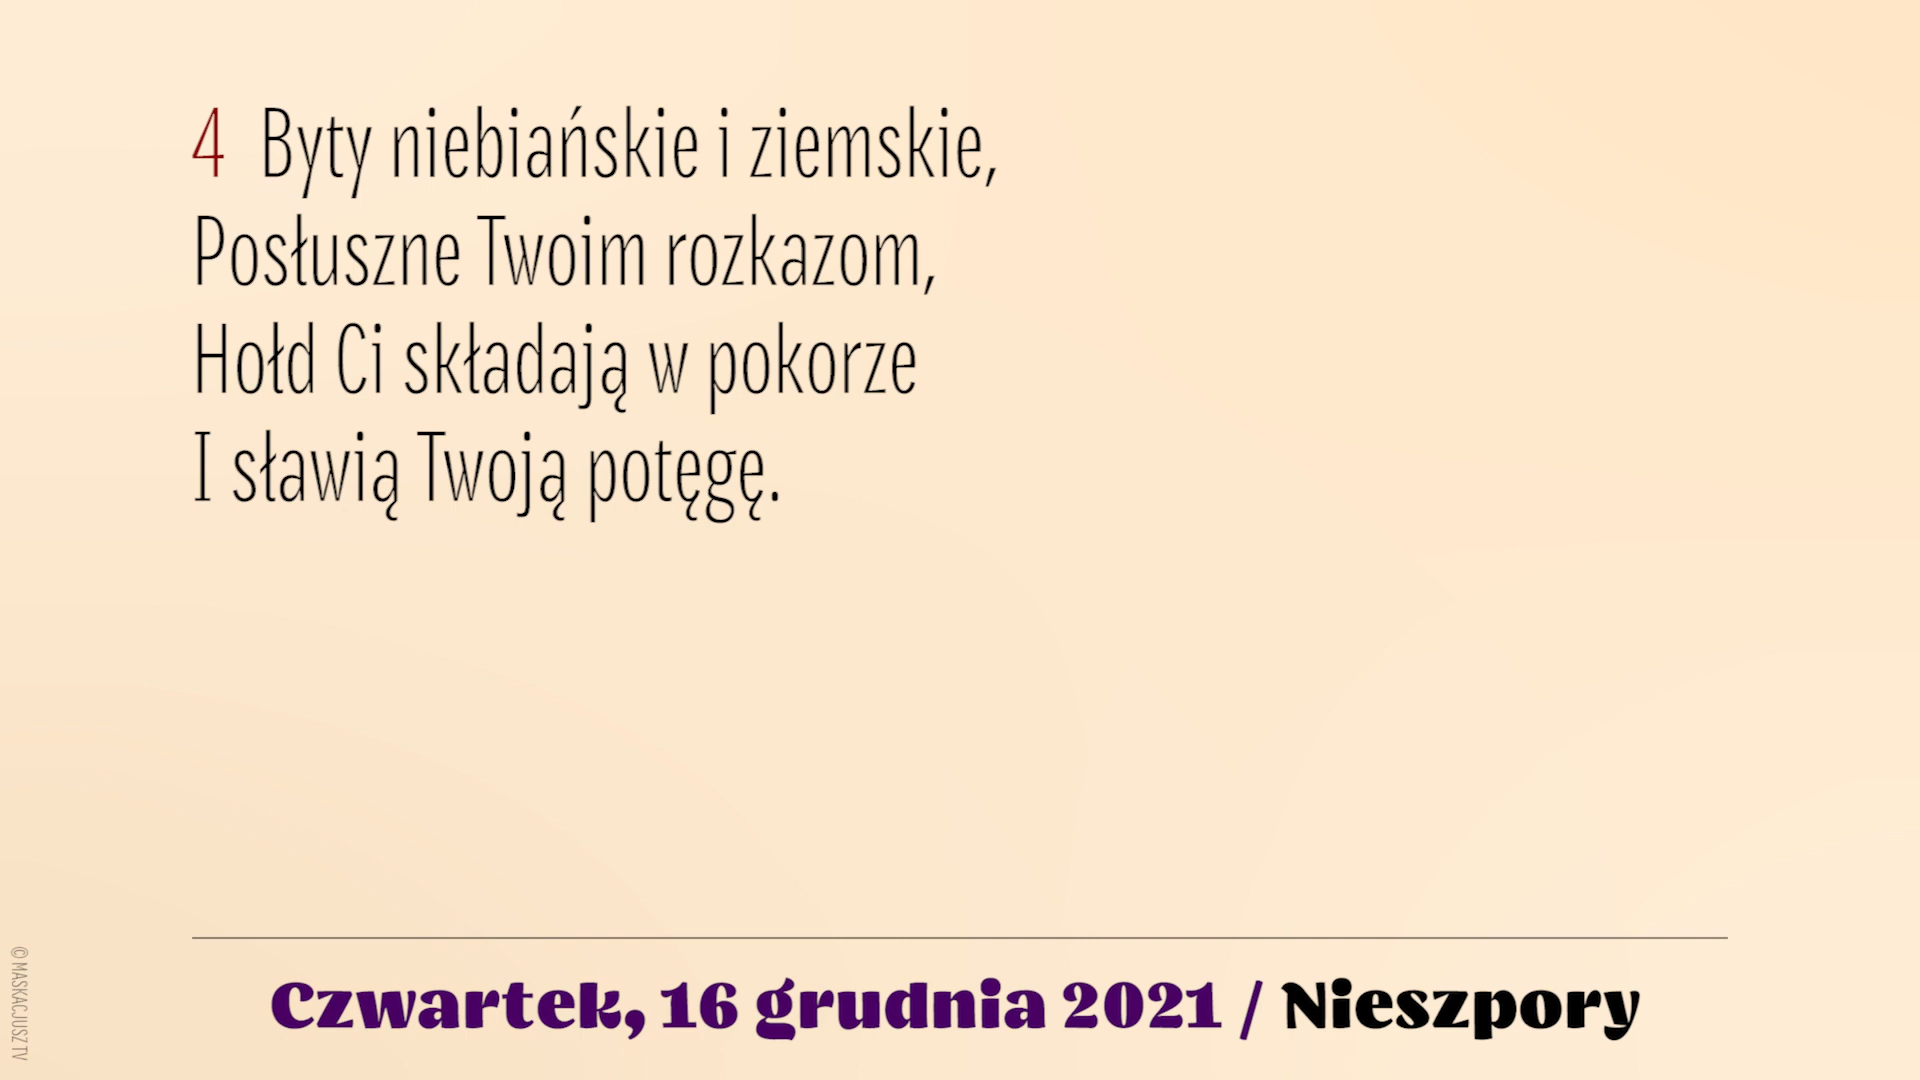 4 Byty niebiańskie i ziemskie,
Posłuszne Twoim rozkazom,
Hołd Ci składają w pokorze
I sławią Twoją potęgę.
© MASKACJUSZ TV
Czwartek, 16 grudnia 2021 / Nieszpory